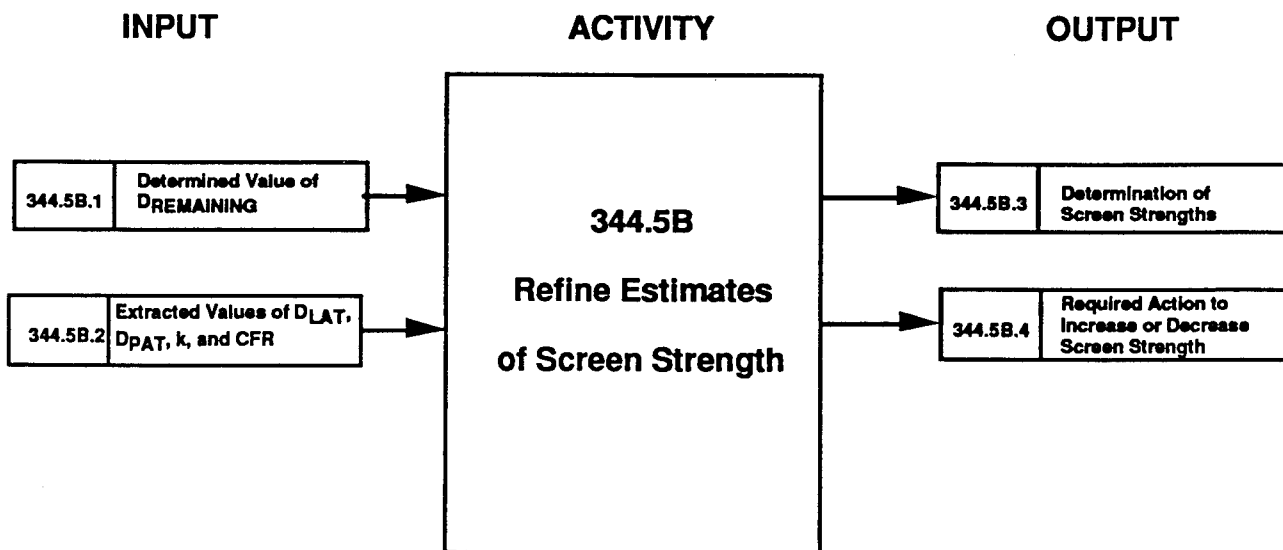 INPUT
ACTIVITY
OUTPUT
344.5B.1
Determined Value of
DREMAINING
344.5B.2
Extracted Values of DLAT,
DPAT, k, and CFR
344.5B
Refine Estimates
of Screen Strength
344.5B.3
Determination of
Screen Strengths
344.5B.4
Required Action to
Increase or Decrease
Screen Strength